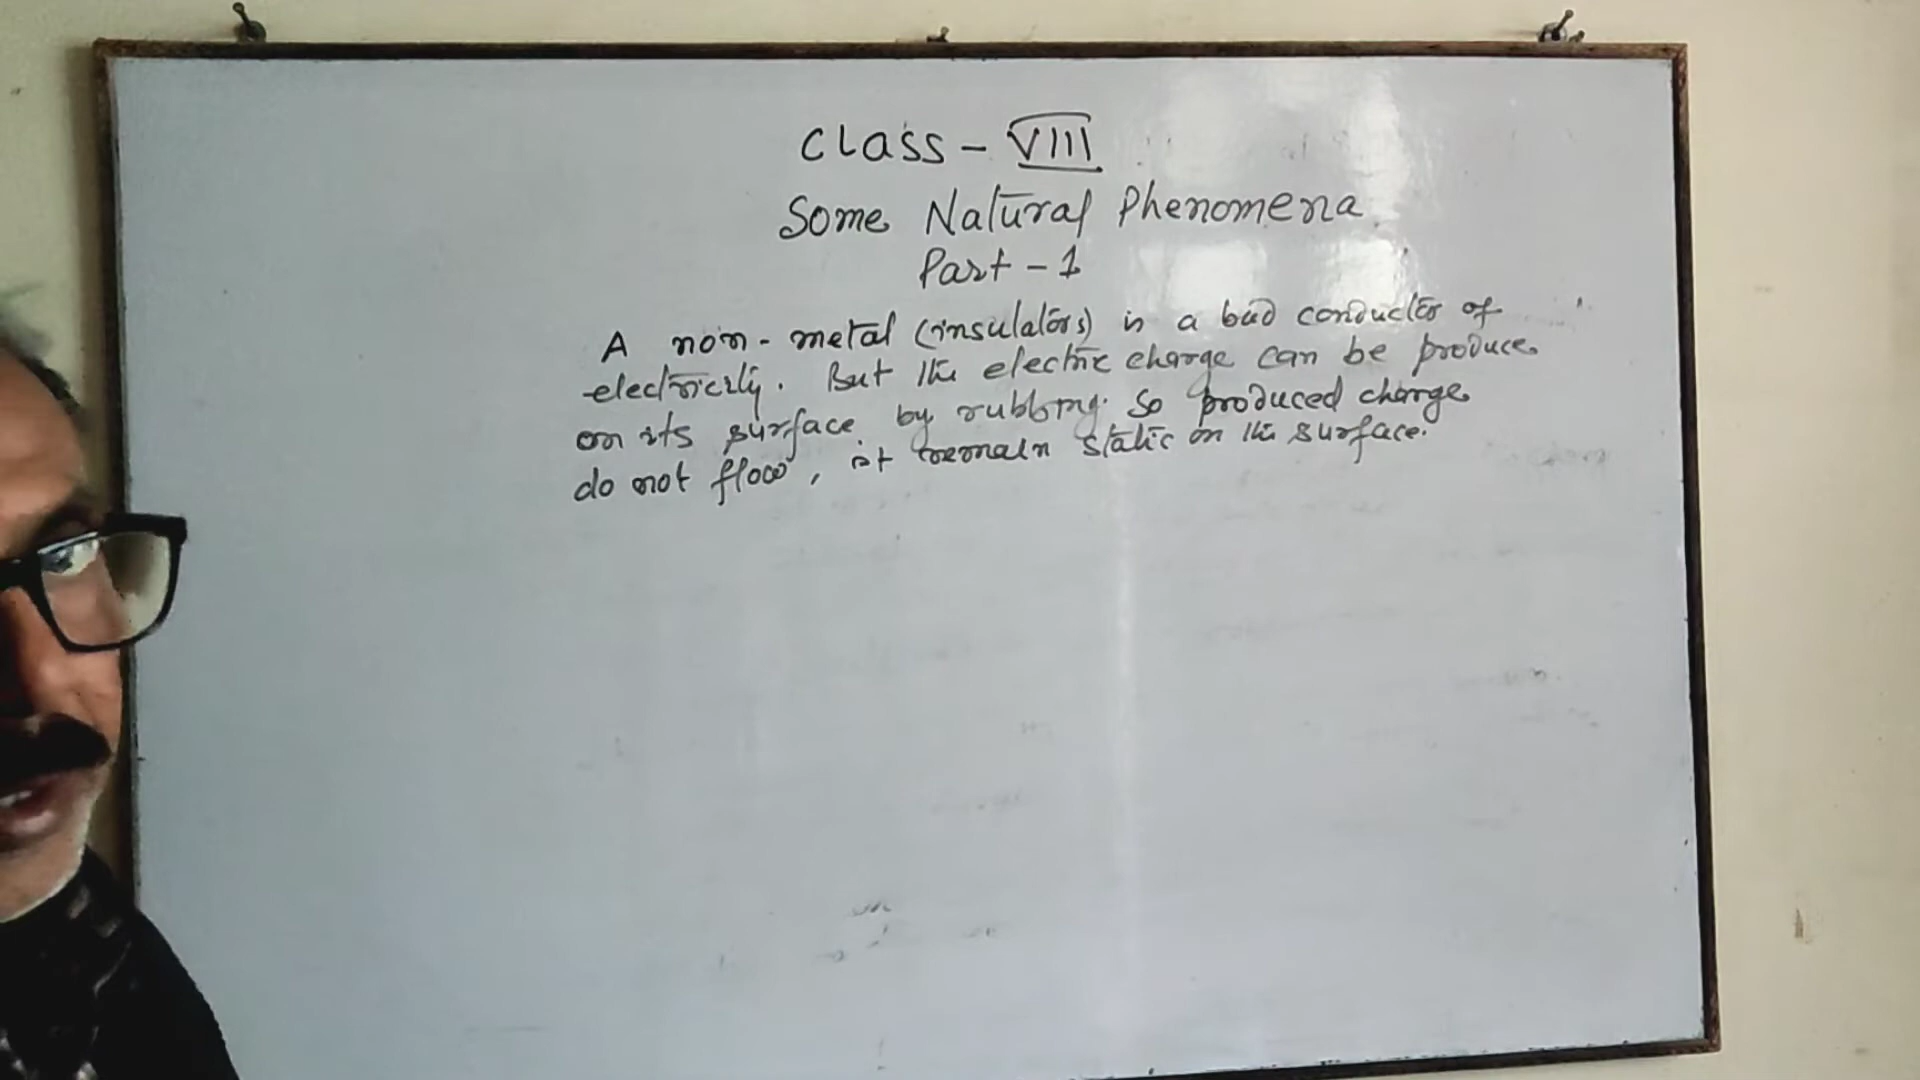 Class - VIII
Some Natural Phenomena
Part - 1
A non-metal (insulators) is a bad conductor of
electricity. But the electric charge can be produce
on its surface by rubbing. So produced charge
do not flow, it remain static on the surface.